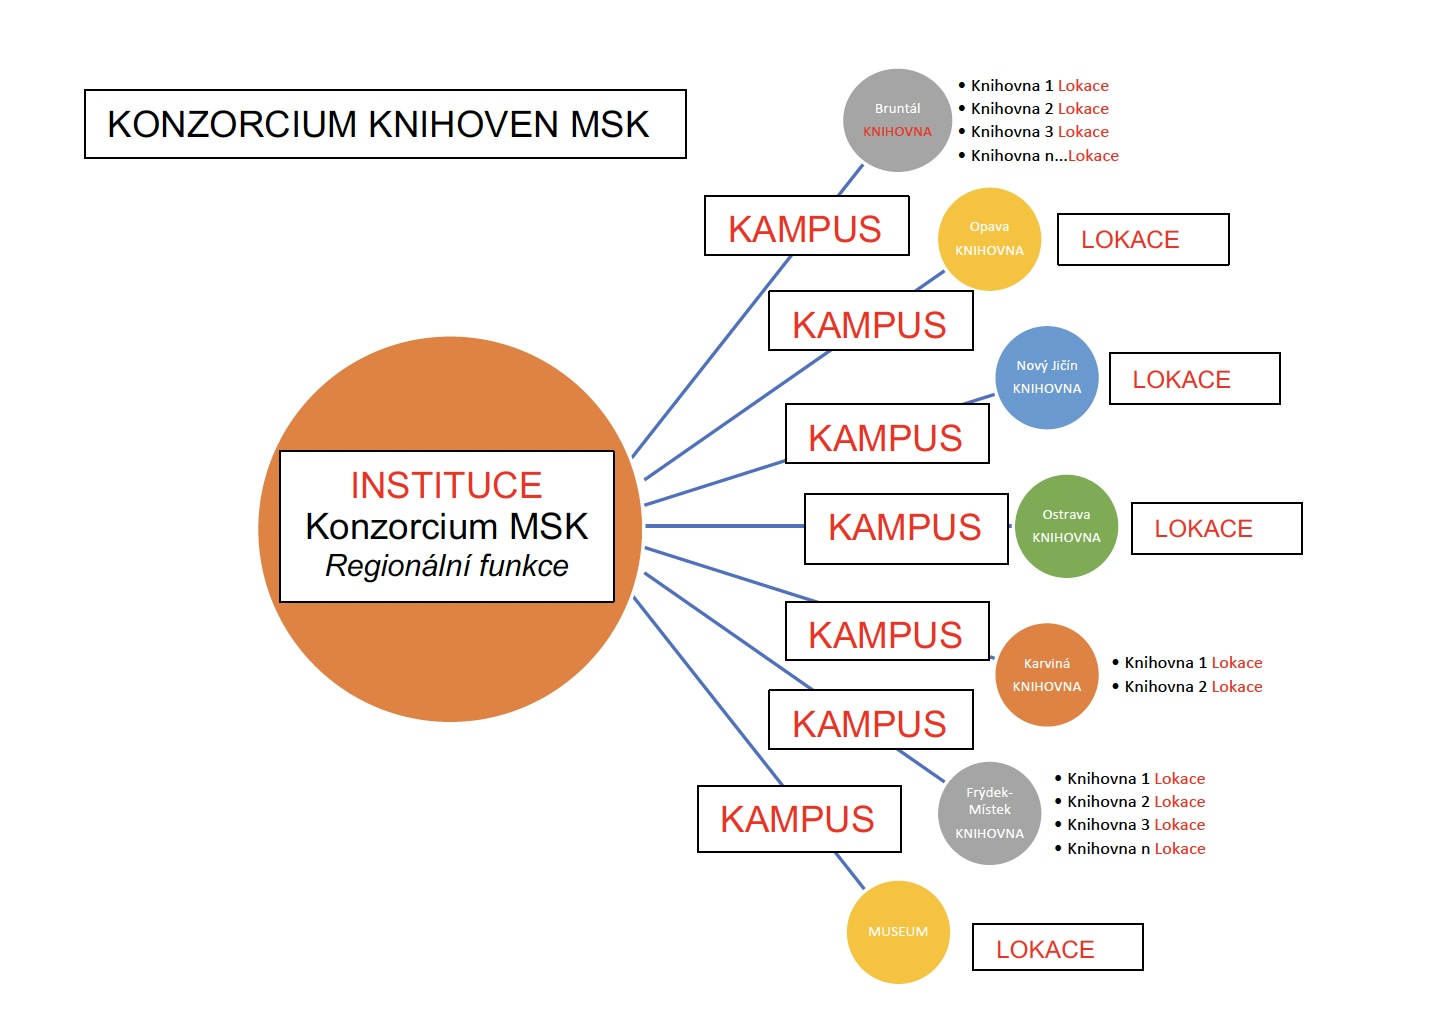 KONZORCIUM KNIHOVEN MSK
Bruntál
KNIHOVNA
• Knihovna 1 Lokace
• Knihovna 2 Lokace
• Knihovna 3 Lokace
• Knihovna n...Lokace
KAMPUS
Opava
KNIHOVNA
LOKACE
KAMPUS
Nový Jičín
KNIHOVNA
LOKACE
KAMPUS
INSTITUCE
Konzorcium MSK
Regionální funkce
KAMPUS
Ostrava
KNIHOVNA
LOKACE
KAMPUS
Karviná
KNIHOVNA
• Knihovna 1 Lokace
• Knihovna 2 Lokace
KAMPUS
Frýdek-
Místek
KNIHOVNA
• Knihovna 1 Lokace
• Knihovna 2 Lokace
• Knihovna 3 Lokace
• Knihovna n Lokace
KAMPUS
MUSEUM
LOKACE